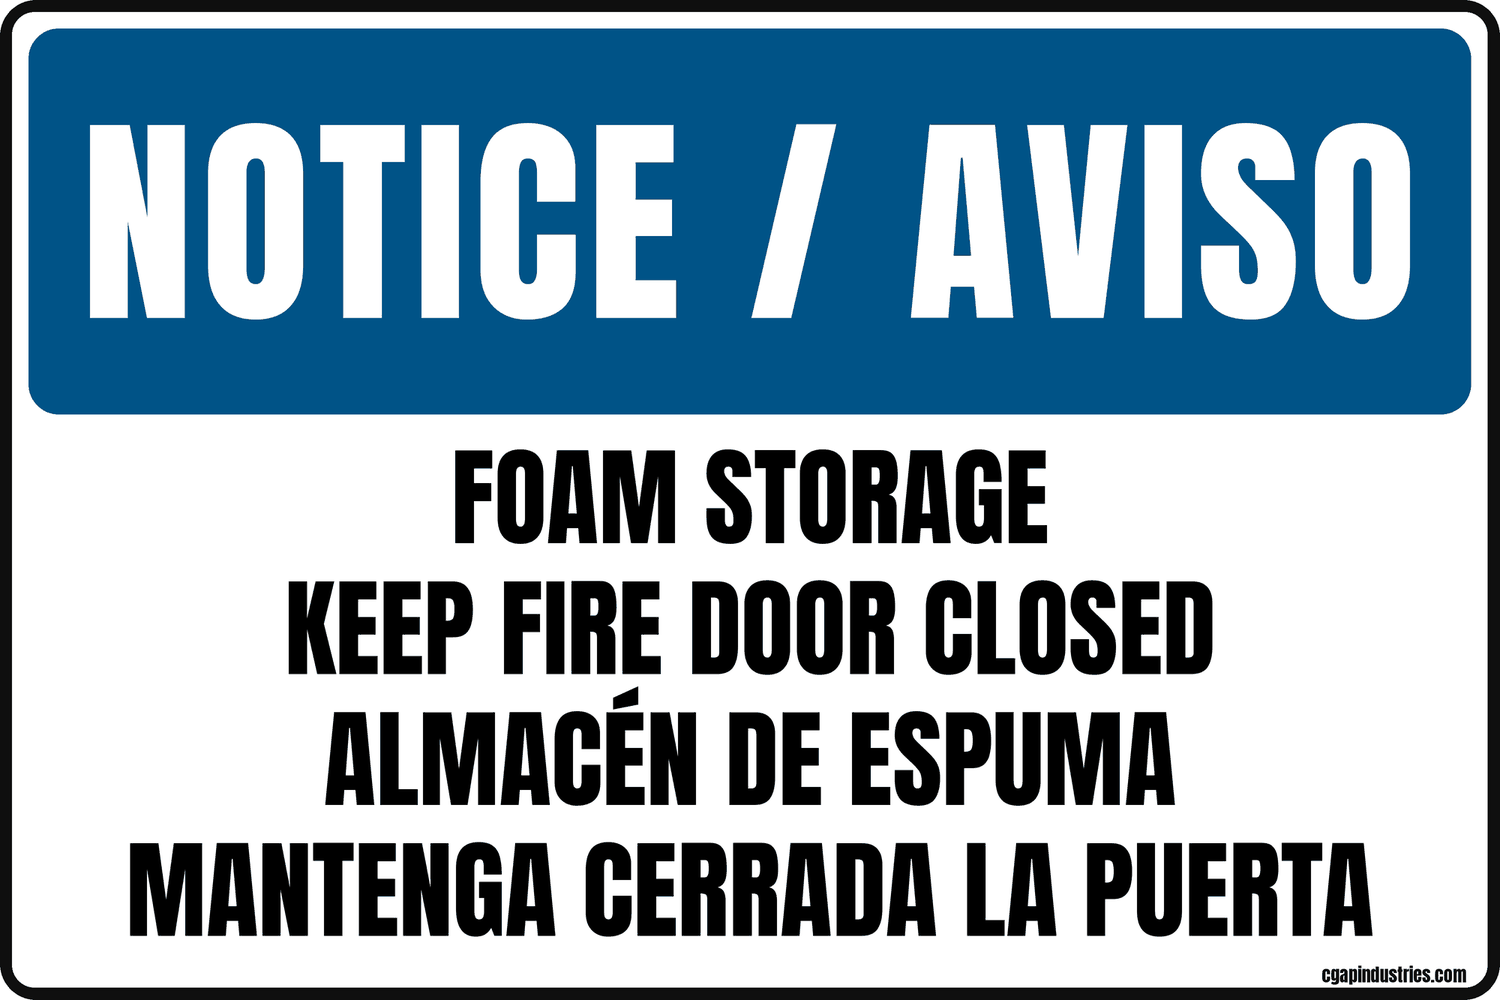 NOTICE / AVISO
FOAM STORAGE
KEEP FIRE DOOR CLOSED
ALMACÉN DE ESPUMA
MANTENGA CERRADA LA PUERTA
cgapindustries.com